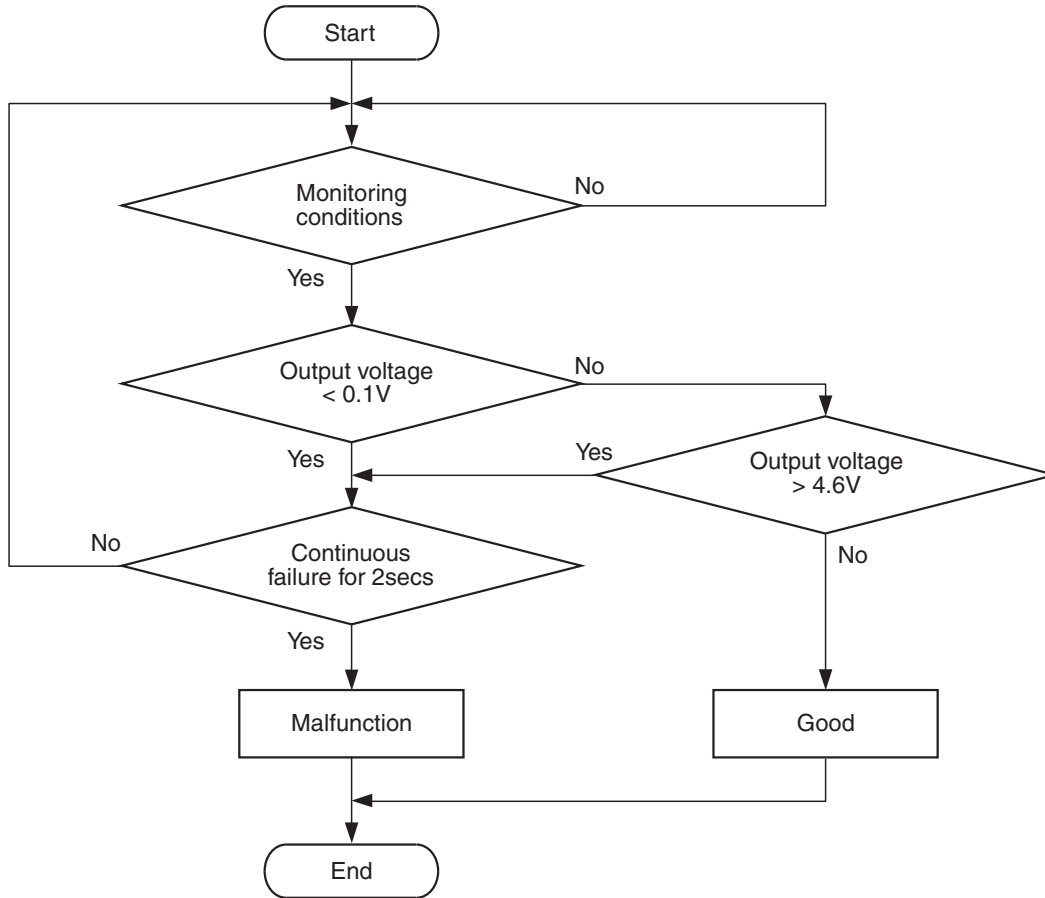 Start
Monitoring
conditions
No
Yes
Output voltage
< 0.1V
No
Yes
Yes
Output voltage
> 4.6V
No
No
Continuous
failure for 2secs
Yes
Malfunction
Good
End